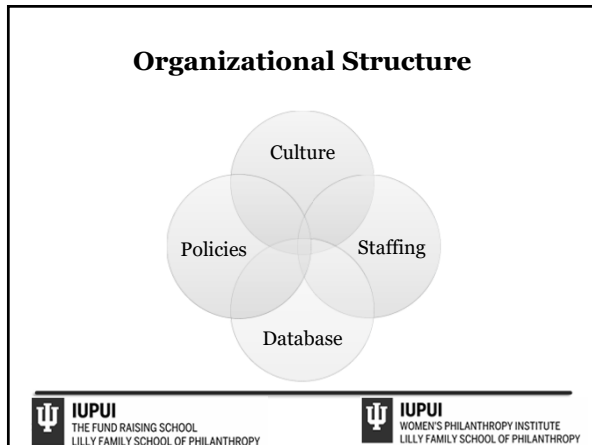 Organizational Structure
Culture
Policies
Staffing
Database
IUPUI
THE FUND RAISING SCHOOL
LILLY FAMILY SCHOOL OF PHILANTHROPY
IUPUI
WOMEN'S PHILANTHROPY INSTITUTE
LILLY FAMILY SCHOOL OF PHILANTHROPY